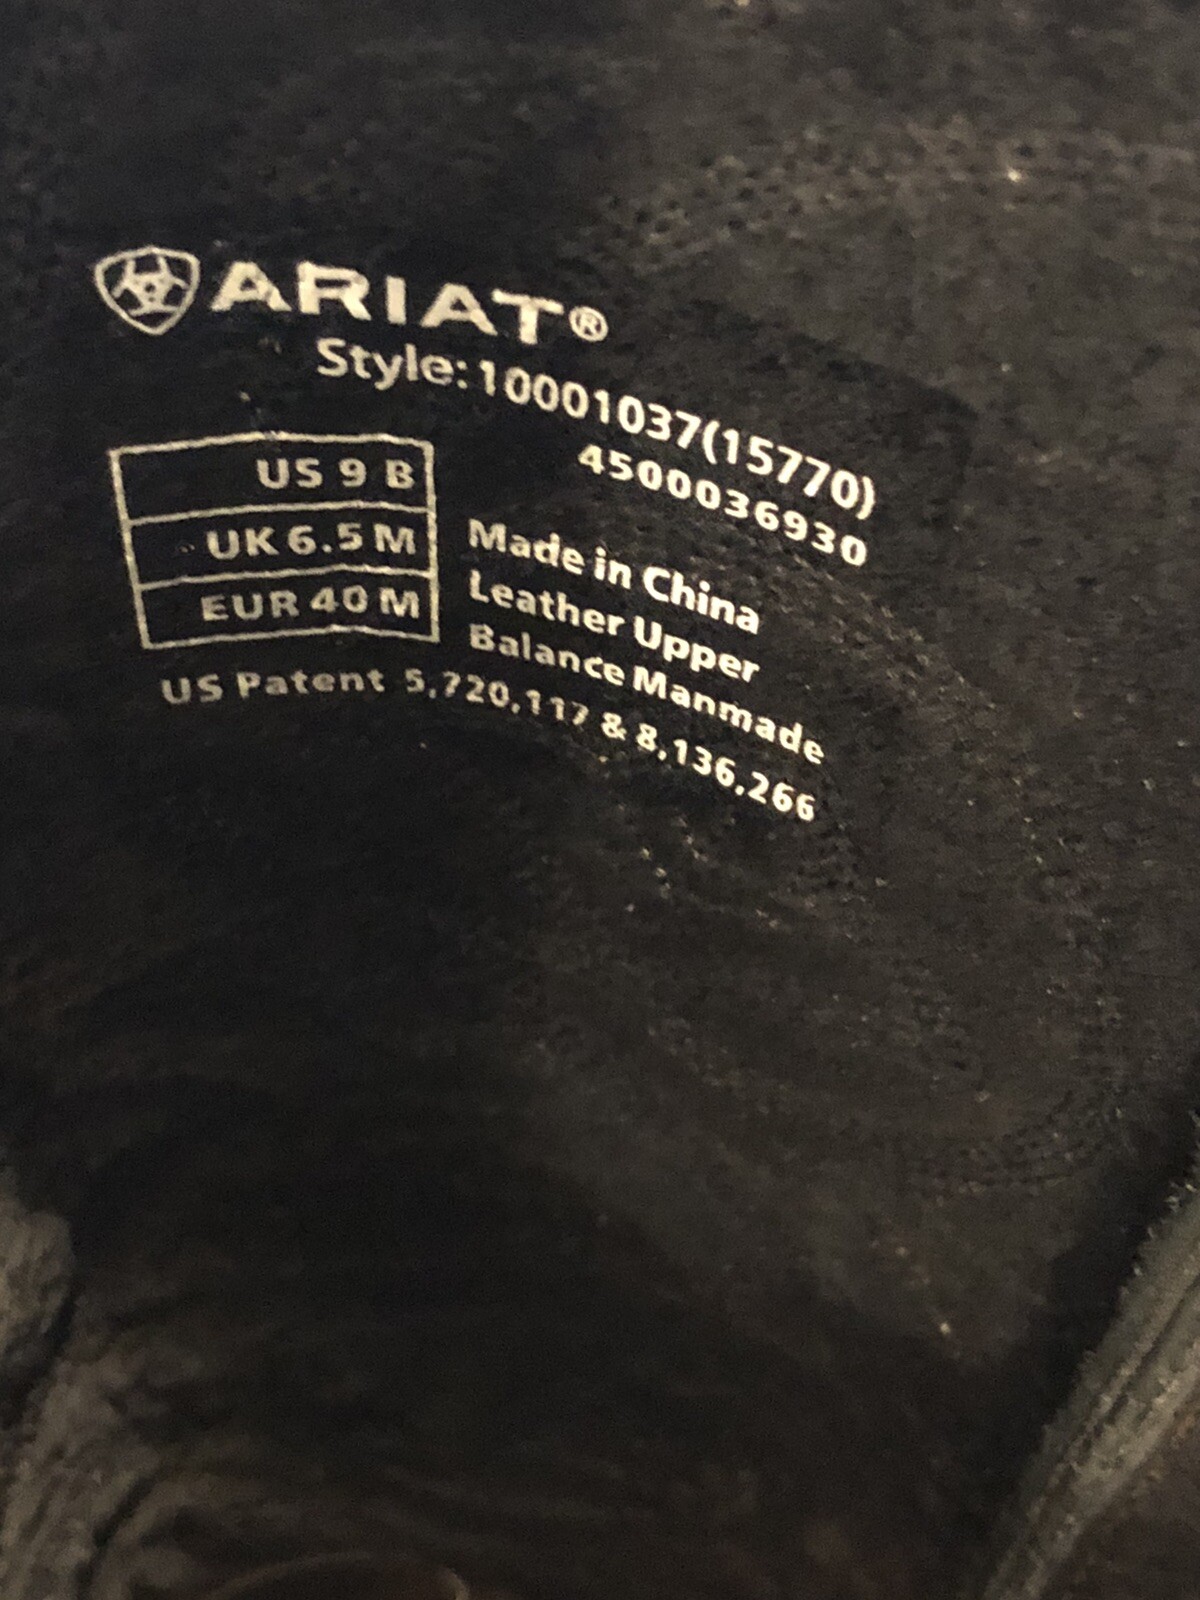 ARIAT®
Style: 10001037(15770)
4500036930
US 9 B
UK 6.5 M
EUR 40 M
Made in China
Leather Upper
Balance Manmade
US Patent 5,720,117 & 8,136,266